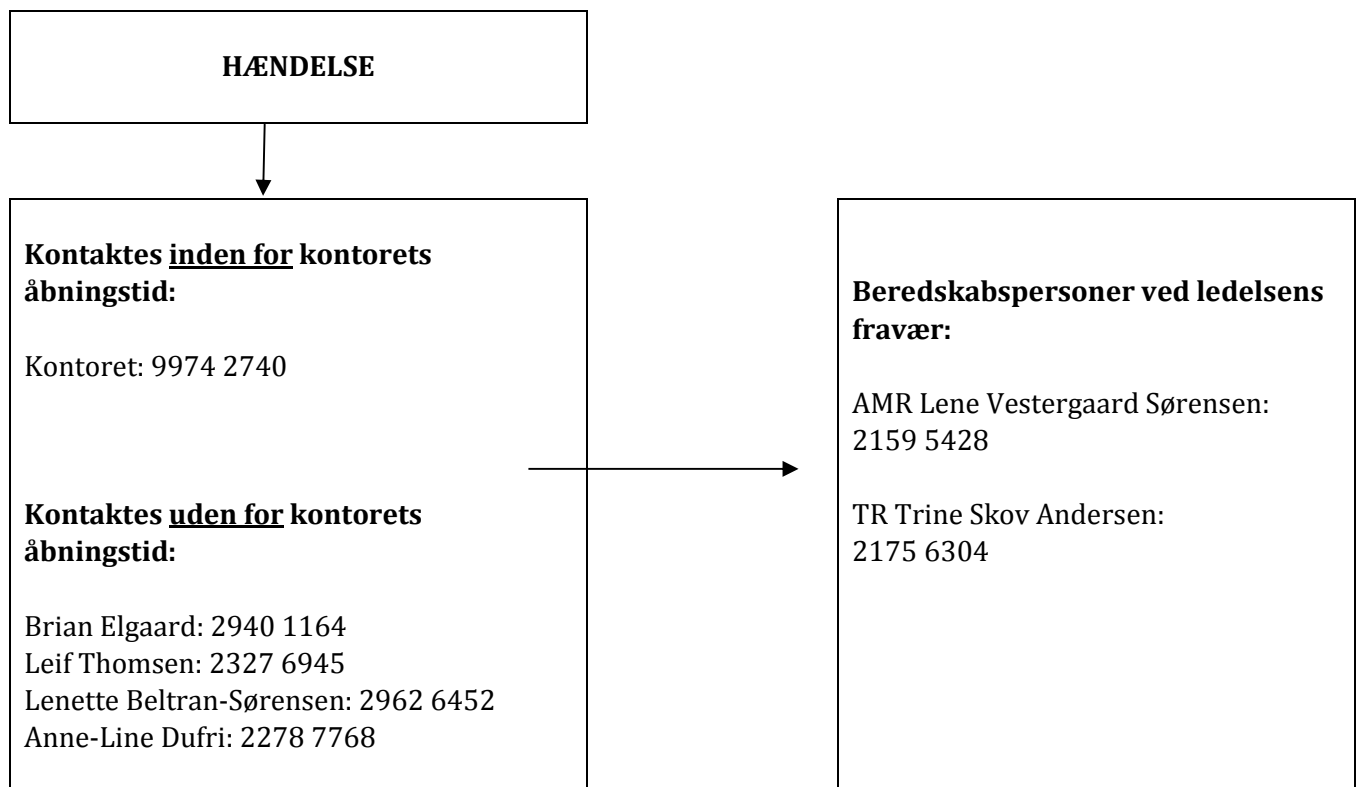 HÆNDELSE
Kontaktes inden for kontorets
åbningstid:
Kontoret: 9974 2740
Kontaktes uden for kontorets
åbningstid:
Brian Elgaard: 2940 1164
Leif Thomsen: 2327 6945
Lenette Beltran-Sørensen: 2962 6452
Anne-Line Dufri: 2278 7768
Beredskabspersoner ved ledelsens
fravær:
AMR Lene Vestergaard Sørensen:
2159 5428
TR Trine Skov Andersen:
2175 6304